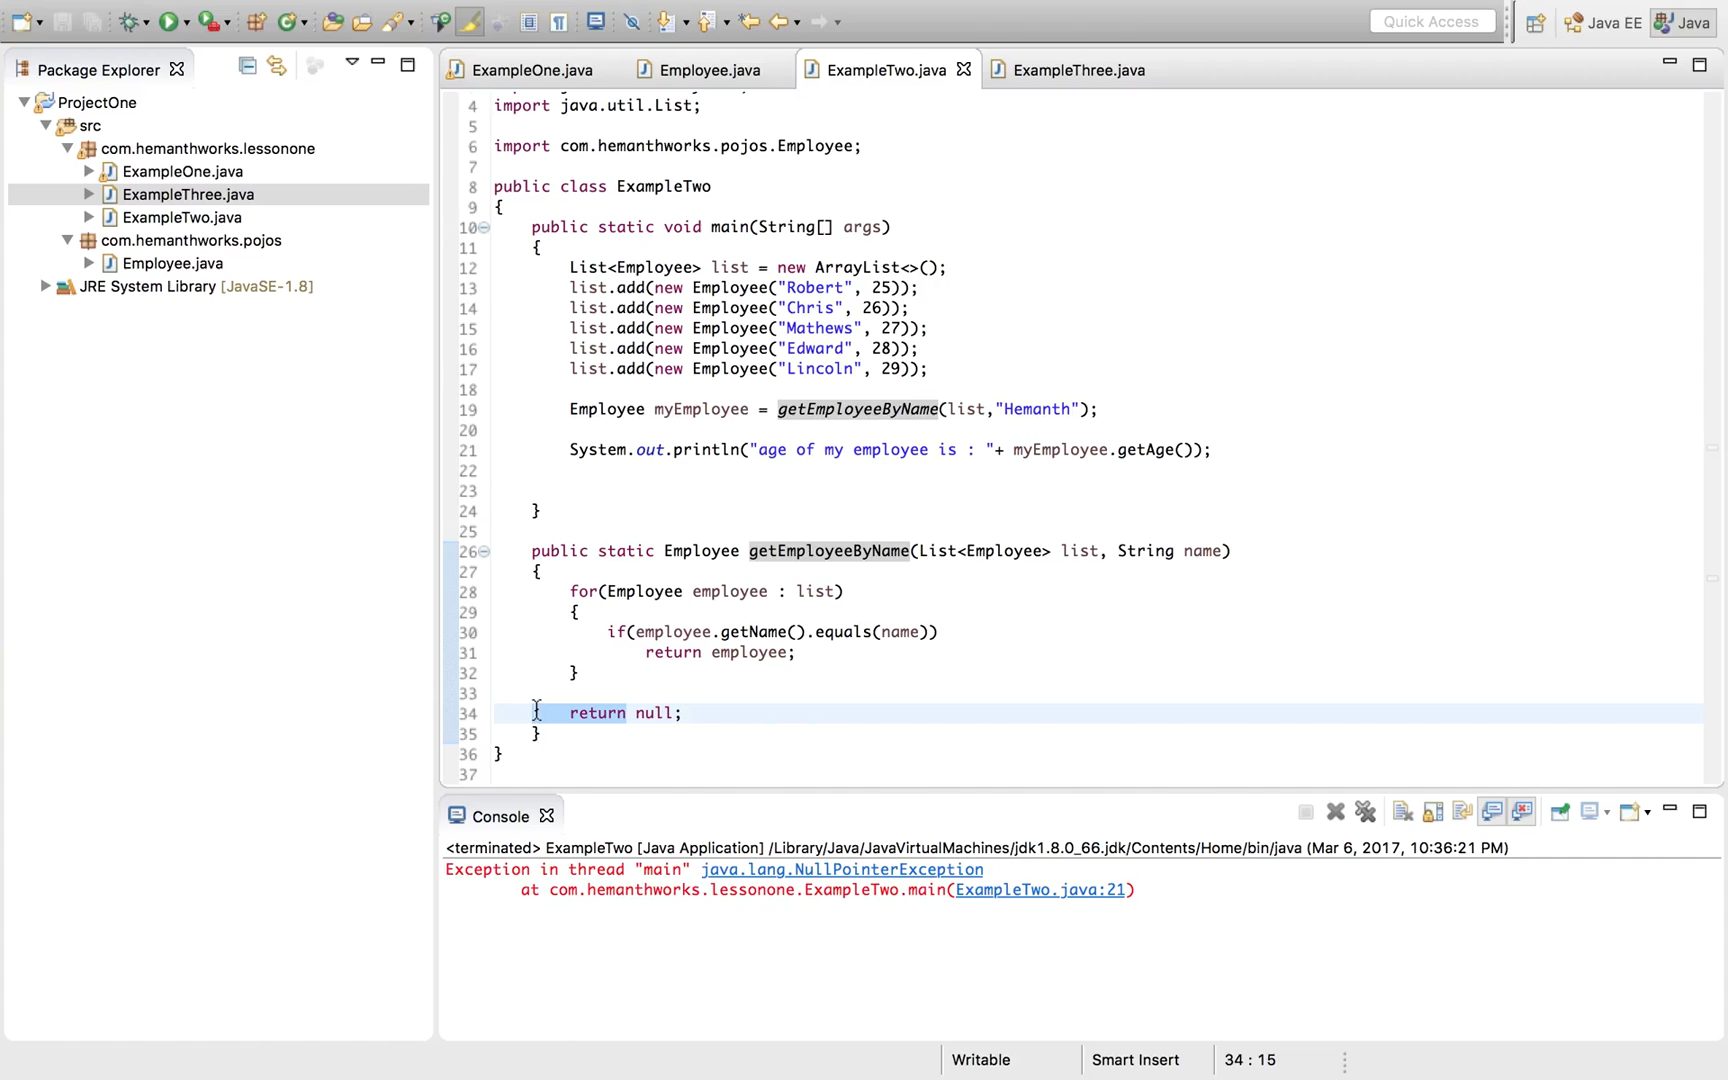 Quick Access
Java EE
Java
Package Explorer
ExampleOne.java
Employee.java
ExampleTwo.java
ExampleThree.java
ProjectOne
src
com.hemanthworks.lessonone
ExampleOne.java
ExampleThree.java
ExampleTwo.java
com.hemanthworks.pojos
Employee.java
JRE System Library [JavaSE-1.8]
4 import java.util.List;
5
6 import com.hemanthworks.pojos.Employee;
7
8 public class ExampleTwo
9 {
10 public static void main(String[] args)
11 {
12 List<Employee> list = new ArrayList<>();
13 list.add(new Employee("Robert", 25));
14 list.add(new Employee("Chris", 26));
15 list.add(new Employee("Mathews", 27));
16 list.add(new Employee("Edward", 28));
17 list.add(new Employee("Lincoln", 29));
18
19 Employee myEmployee = getEmployeeByName(list,"Hemanth");
20
21 System.out.println("age of my employee is : "+ myEmployee.getAge());
22
23
24 }
25
26 public static Employee getEmployeeByName(List<Employee> list, String name)
27 {
28 for(Employee employee : list)
29 {
30 if(employee.getName().equals(name))
31 return employee;
32 }
33
34 return null;
35 }
36 }
37
Console
<terminated> ExampleTwo [Java Application] /Library/Java/JavaVirtualMachines/jdk1.8.0_66.jdk/Contents/Home/bin/java (Mar 6, 2017, 10:36:21 PM)
Exception in thread "main" java.lang.NullPointerException
at com.hemanthworks.lessonone.ExampleTwo.main(ExampleTwo.java:21)
Writable
Smart Insert
34 : 15